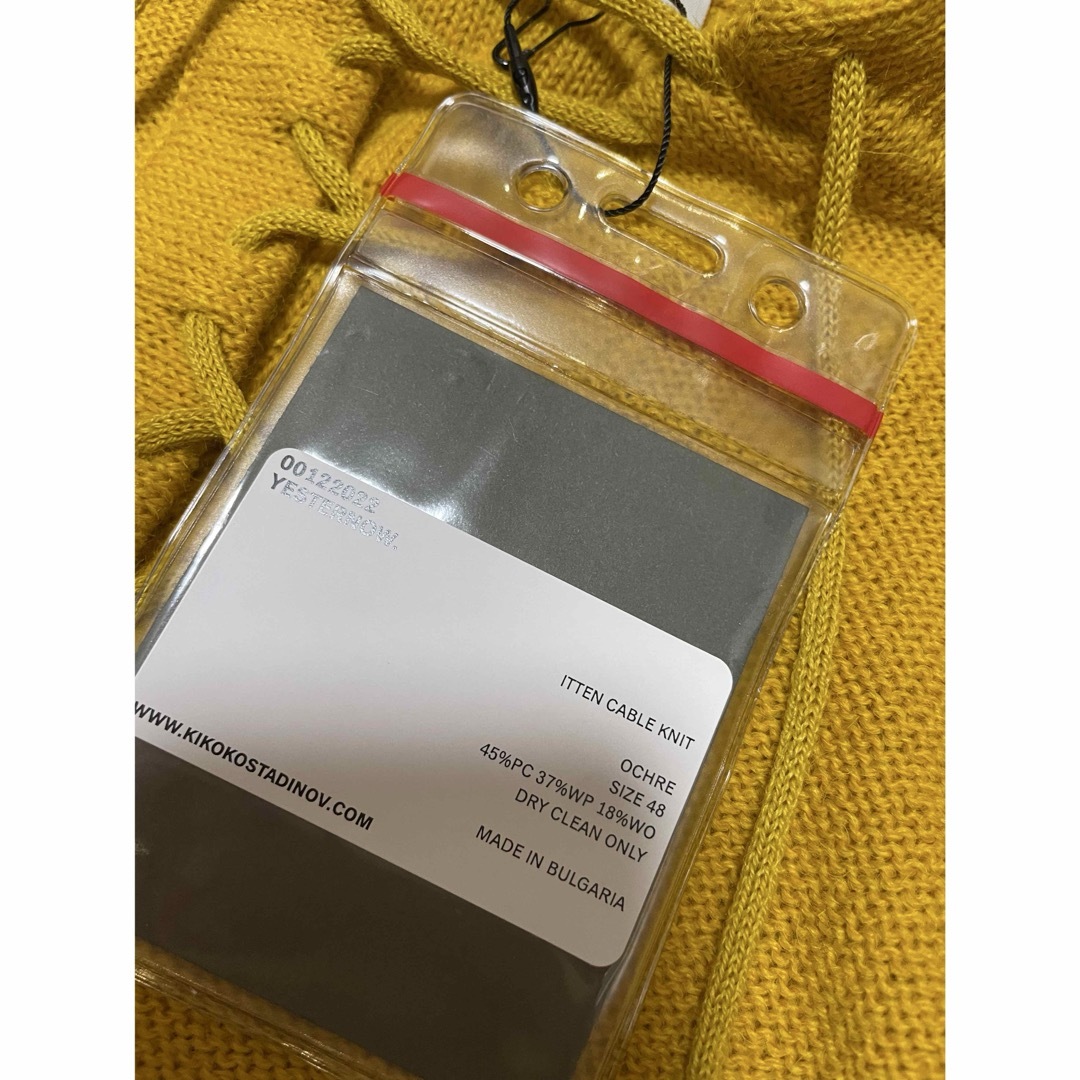 00122022
YESTERNOW.
ITTEN CABLE KNIT
OCHRE
SIZE 48
45%PC 37%WP 18%WO
DRY CLEAN ONLY
MADE IN BULGARIA
WWW.KIKOKOSTADINOV.COM